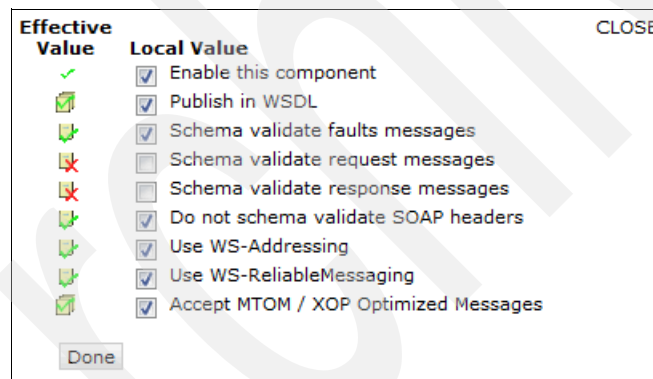 Effective CLOSE
Value Local Value
Enable this component
Publish in WSDL
Schema validate faults messages
Schema validate request messages
Schema validate response messages
Do not schema validate SOAP headers
Use WS-Addressing
Use WS-ReliableMessaging
Accept MTOM / XOP Optimized Messages
Done